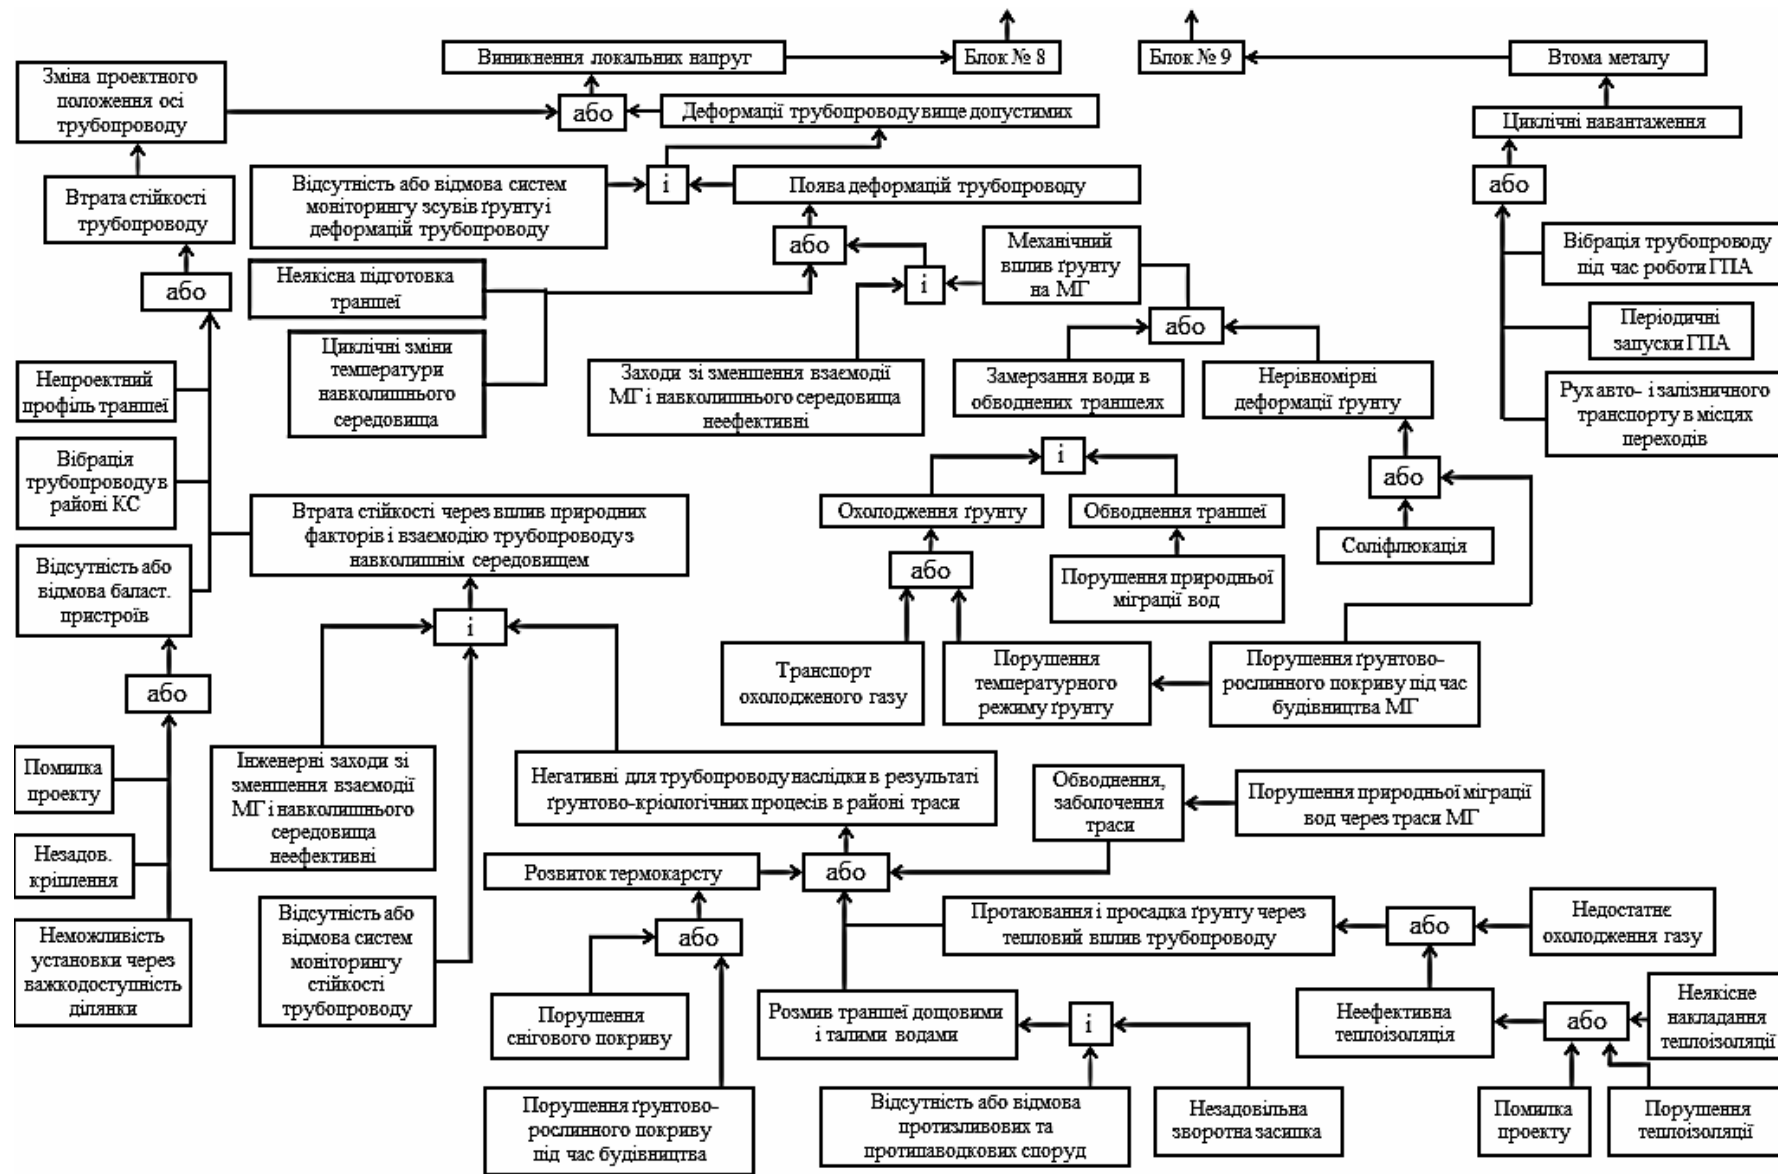 Виникнення локальних напруг
Блок № 8
Блок № 9
Втома металу
Зміна проектного
положення осі
трубопроводу
або
Деформації трубопроводу вище допустимих
Циклічні навантаження
Втрата стійкості
трубопроводу
Відсутність або відмова систем
моніторингу зсувів ґрунту і
деформацій трубопроводу
і
Поява деформацій трубопроводу
або
або
Неякісна підготовка
траншеї
або
і
Механічний
вплив ґрунту
на МГ
Вібрація трубопроводу
під час роботи ГПА
або
Періодичні
запуски ГПА
Циклічні зміни
температури
навколишнього
середовища
Заходи зі зменшення взаємодії
МГ і навколишнього середовища
неефективні
Замерзання води в
обводнених траншеях
Нерівномірні
деформації ґрунту
Рух авто- і залізничного
транспорту в місцях
переходів
Непроектний
профіль траншеї
Вібрація
трубопроводу в
районі КС
і
або
Втрата стійкості через вплив природних
факторів і взаємодію трубопроводу з
навколишнім середовищем
Охолодження ґрунту
Обводнення траншеї
Соліфлюкація
Відсутність або
відмова баласт.
пристроїв
або
Порушення природньої
міграції вод
і
або
Транспорт
охолодженого газу
Порушення
температурного
режиму ґрунту
Порушення ґрунтово-
рослинного покриву під час
будівництва МГ
Помилка
проекту
Інженерні заходи зі
зменшення взаємодії
МГ і навколишнього
середовища
неефективні
Негативні для трубопроводу наслідки в результаті
ґрунтово-кріологічних процесів в районі траси
Обводнення,
заболочення
траси
Порушення природньої міграції
вод через траси МГ
Незадов.
кріплення
Розвиток термокарсту
або
Неможливість
установки через
важкодоступність
ділянки
Відсутність або
відмова систем
моніторингу
стійкості
трубопроводу
або
Протаювання і просадка ґрунту через
тепловий вплив трубопроводу
або
Недостатнє
охолодження газу
Порушення
снігового покриву
Розмив траншеї дощовими
і талими водами
і
Неефективна
теплоізоляція
або
Неякісне
накладання
теплоізоляції
Порушення ґрунтово-
рослинного покриву
під час будівництва
Відсутність або відмова
протизливових та
протипаводкових споруд
Незадовільна
зворотна засипка
Помилка
проекту
Порушення
теплоізоляції